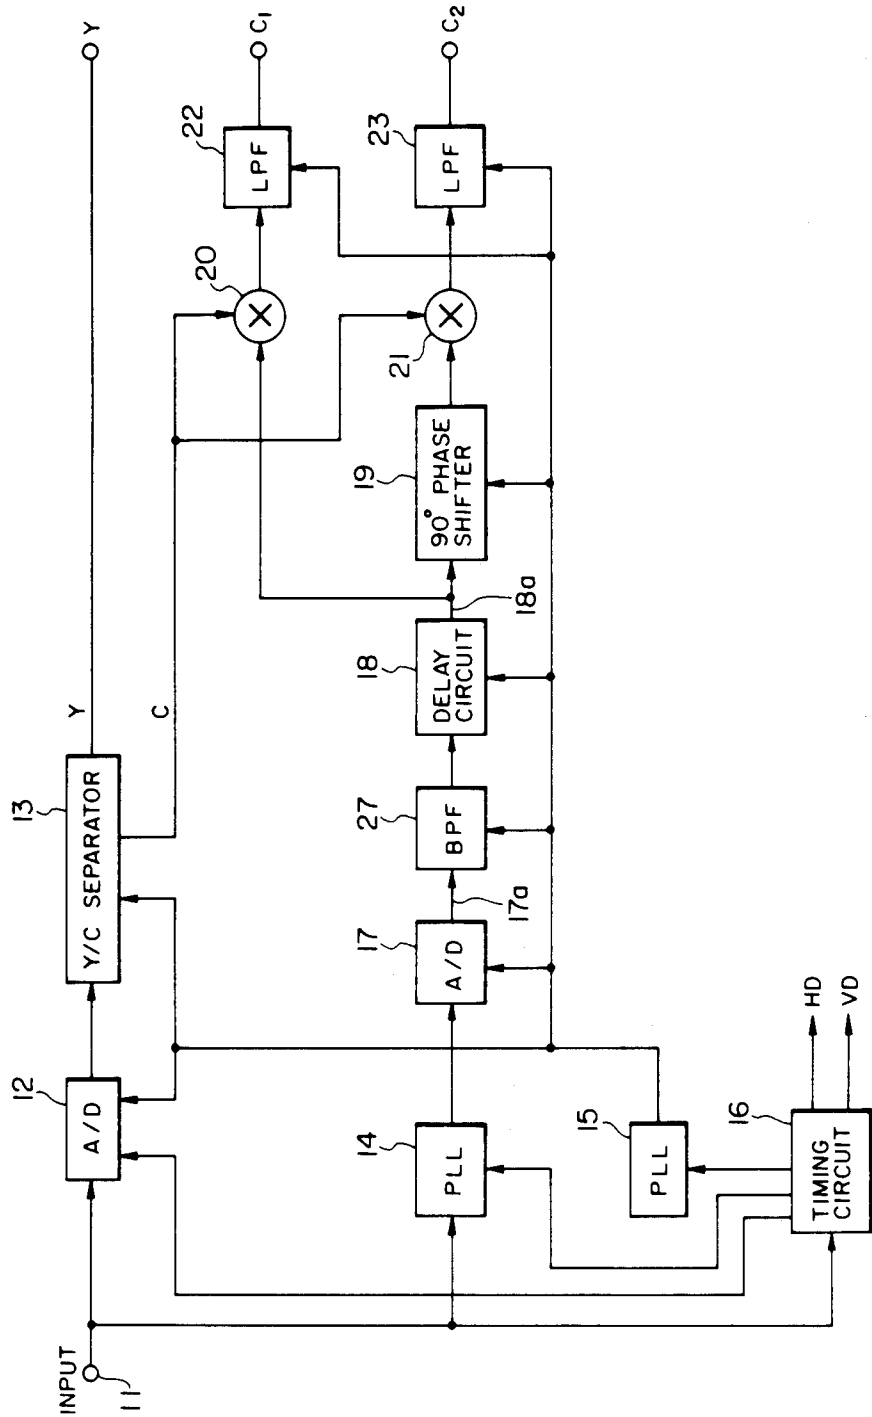 INPUT
11
12
A/D
13
Y/C SEPARATOR
Y
Y
C
14
PLL
17
A/D
17a
27
BPF
18
DELAY
CIRCUIT
18a
19
90° PHASE
SHIFTER
20
21
22
LPF
C1
23
LPF
C2
15
PLL
16
TIMING
CIRCUIT
HD
VD